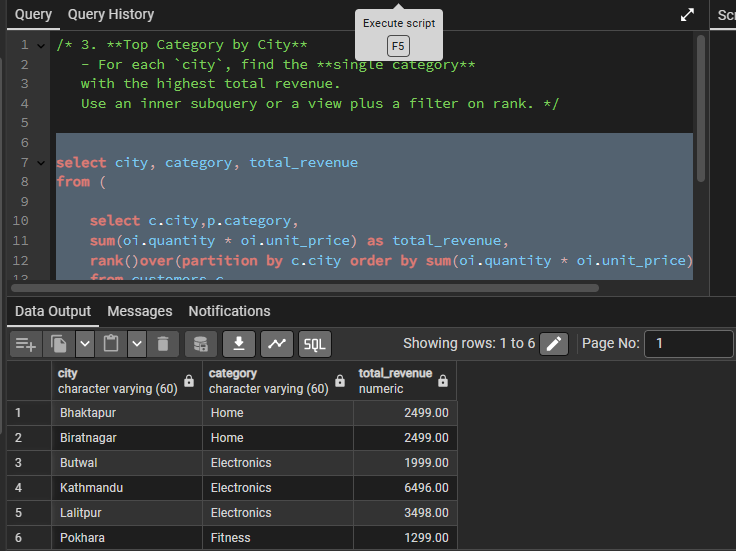 Query Query History
Scr
Execute script
F5
1 /* 3. **Top Category by City**
2 - For each `city`, find the **single category**
3 with the highest total revenue.
4 Use an inner subquery or a view plus a filter on rank. */
5
6
7 select city, category, total_revenue
8 from (
9
10 select c.city,p.category,
11 sum(oi.quantity * oi.unit_price) as total_revenue,
12 rank()over(partition by c.city order by sum(oi.quantity * oi.unit_price)
13 from customers c
Data Output Messages Notifications
SQL Showing rows: 1 to 6 Page No: 1
city category total_revenue
character varying (60) character varying (60) numeric
1 Bhaktapur Home 2499.00
2 Biratnagar Home 2499.00
3 Butwal Electronics 1999.00
4 Kathmandu Electronics 6496.00
5 Lalitpur Electronics 3498.00
6 Pokhara Fitness 1299.00